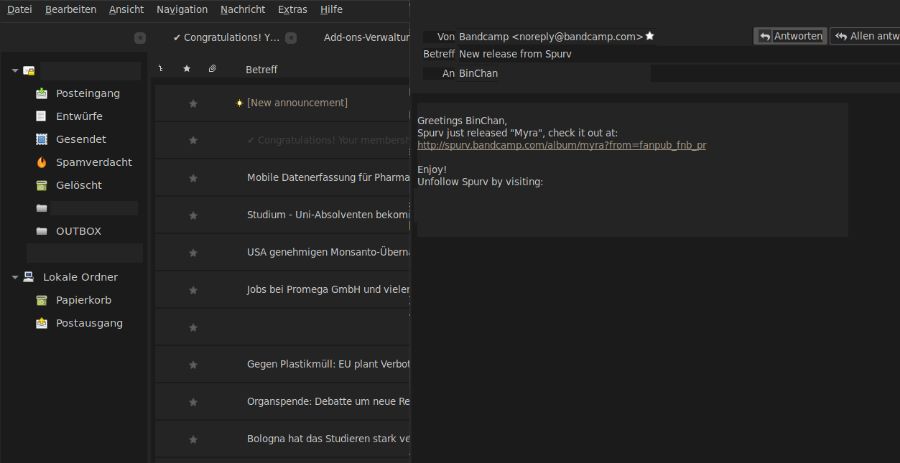 Datei Bearbeiten Ansicht Navigation Nachricht Extras Hilfe
✔ Congratulations! Y… Add-ons-Verwaltur
Betreff
Posteingang
Entwürfe
Gesendet
Spamverdacht
Gelöscht
OUTBOX
Lokale Ordner
Papierkorb
Postausgang
[New announcement]
✔ Congratulations! Your membersh
Mobile Datenerfassung für Pharma
Studium - Uni-Absolventen bekomi
USA genehmigen Monsanto-Überna
Jobs bei Promega GmbH und vieler
Gegen Plastikmüll: EU plant Verbot
Organspende: Debatte um neue Re
Bologna hat das Studieren stark ve
Von Bandcamp <noreply@bandcamp.com>
Antworten Allen antw
Betreff New release from Spurv
An BinChan
Greetings BinChan,
Spurv just released "Myra", check it out at:
http://spurv.bandcamp.com/album/myra?from=fanpub_fnb_pr
Enjoy!
Unfollow Spurv by visiting: